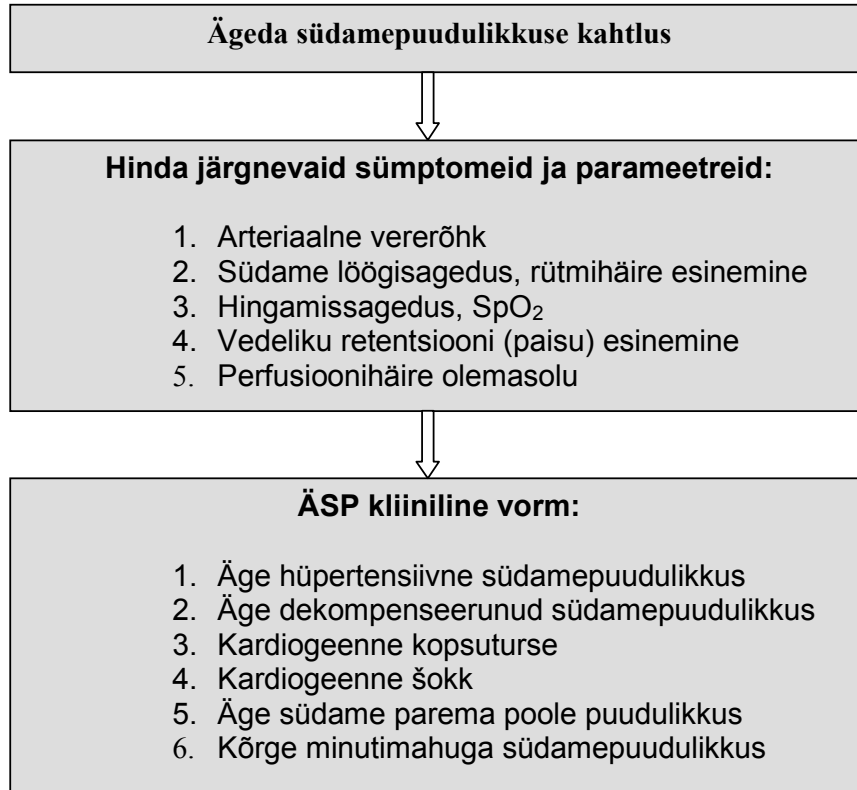 Ägeda südamepuudulikkuse kahtlus
Hinda järgnevaid sümptomeid ja parameetreid:
1. Arteriaalne vererõhk
2. Südame löögisagedus, rütmihäire esinemine
3. Hingamissagedus, SpO₂
4. Vedeliku retentsiooni (paisu) esinemine
5. Perfusioonihäire olemasolu
ÄSP kliiniline vorm:
1. Äge hüpertensiivne südamepuudulikkus
2. Äge dekompenseerunud südamepuudulikkus
3. Kardiogeenne kopsuturse
4. Kardiogeenne šokk
5. Äge südame parema poole puudulikkus
6. Kõrge minutimahuga südamepuudulikkus